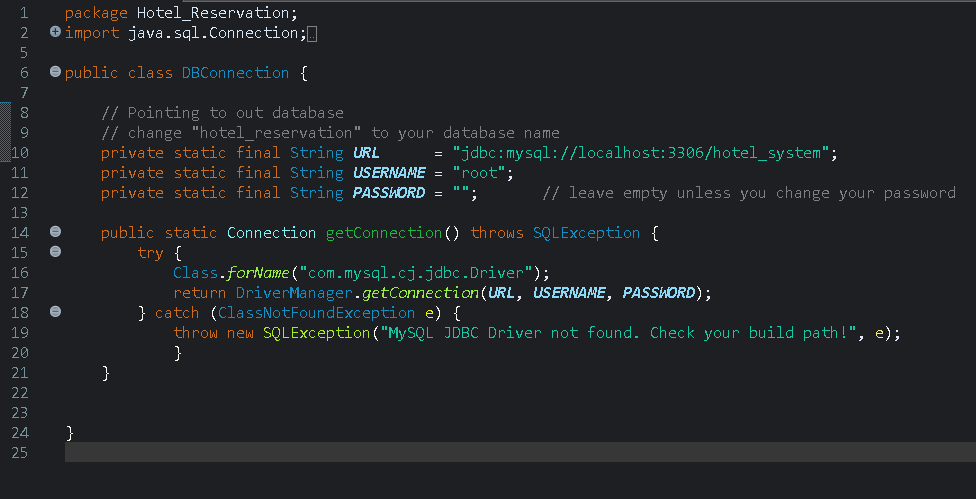 1 package Hotel_Reservation;
2 import java.sql.Connection;
5
6 public class DBConnection {
7
8 // Pointing to out database
9 // change "hotel_reservation" to your database name
10 private static final String URL = "jdbc:mysql://localhost:3306/hotel_system";
11 private static final String USERNAME = "root";
12 private static final String PASSWORD = ""; // leave empty unless you change your password
13
14 public static Connection getConnection() throws SQLException {
15 try {
16 Class.forName("com.mysql.cj.jdbc.Driver");
17 return DriverManager.getConnection(URL, USERNAME, PASSWORD);
18 } catch (ClassNotFoundException e) {
19 throw new SQLException("MySQL JDBC Driver not found. Check your build path!", e);
20 }
21 }
22
23
24 }
25